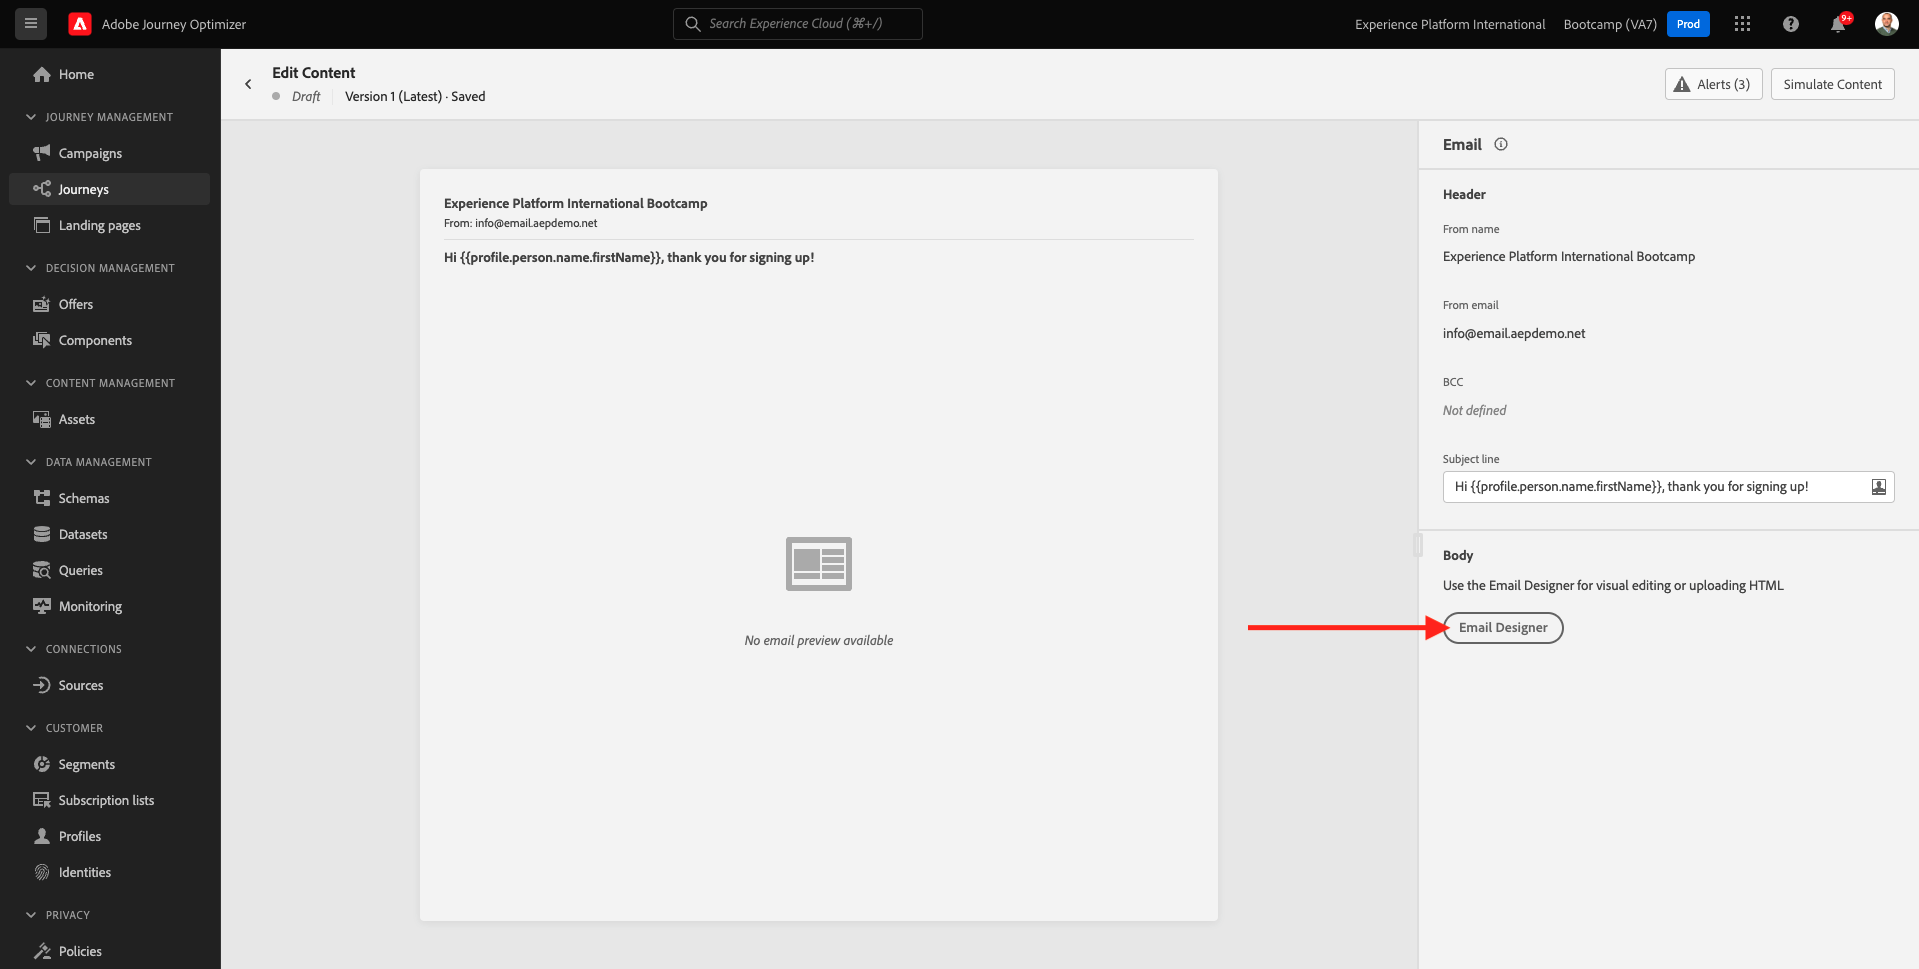 Adobe Journey Optimizer
Search Experience Cloud (⌘+/)
Experience Platform International
Bootcamp (VA7)
Prod
9+
Home
JOURNEY MANAGEMENT
Campaigns
Journeys
Landing pages
DECISION MANAGEMENT
Offers
Components
CONTENT MANAGEMENT
Assets
DATA MANAGEMENT
Schemas
Datasets
Queries
Monitoring
CONNECTIONS
Sources
CUSTOMER
Segments
Subscription lists
Profiles
Identities
PRIVACY
Policies
Edit Content
Draft
Version 1 (Latest) · Saved
Alerts (3)
Simulate Content
Experience Platform International Bootcamp
From: info@email.aepdemo.net
Hi {{profile.person.name.firstName}}, thank you for signing up!
No email preview available
Email
Header
From name
Experience Platform International Bootcamp
From email
info@email.aepdemo.net
BCC
Not defined
Subject line
Hi {{profile.person.name.firstName}}, thank you for signing up!
Body
Use the Email Designer for visual editing or uploading HTML
Email Designer